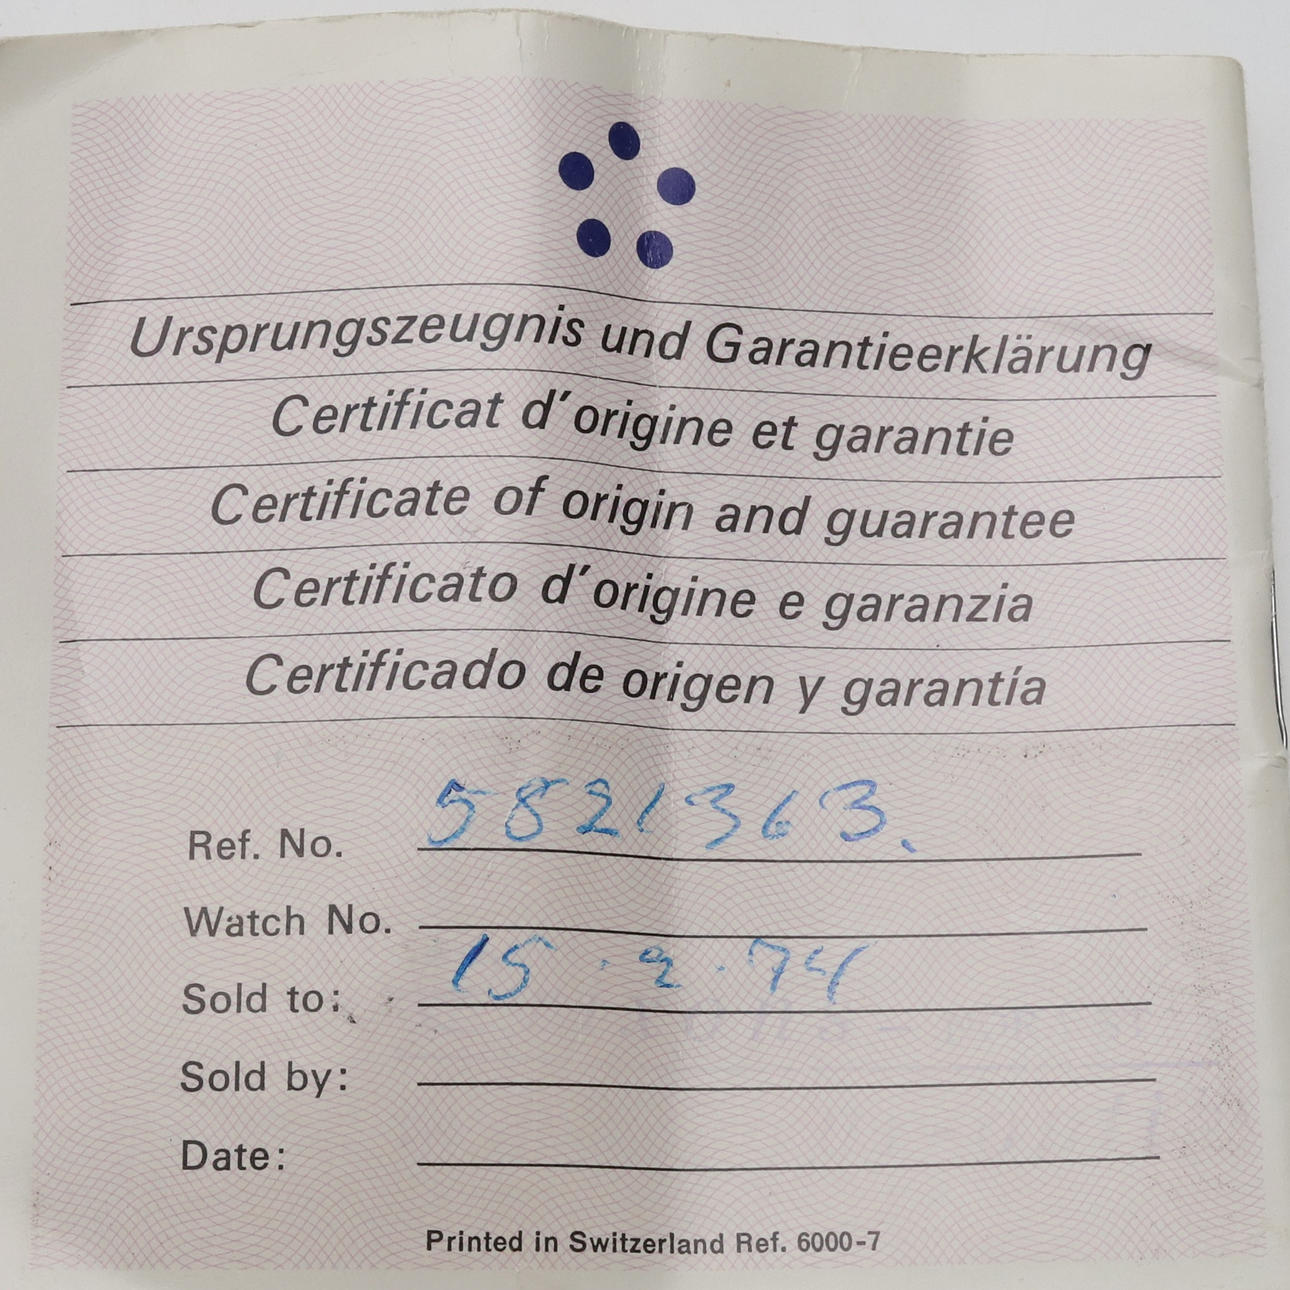 Ursprungszeugnis und Garantieerklärung
Certificat d'origine et garantie
Certificate of origin and guarantee
Certificato d'origine e garanzia
Certificado de origen y garantía
Ref. No. 5821363.
Watch No.
Sold to: 15.2.74
Sold by:
Date:
Printed in Switzerland Ref. 6000-7